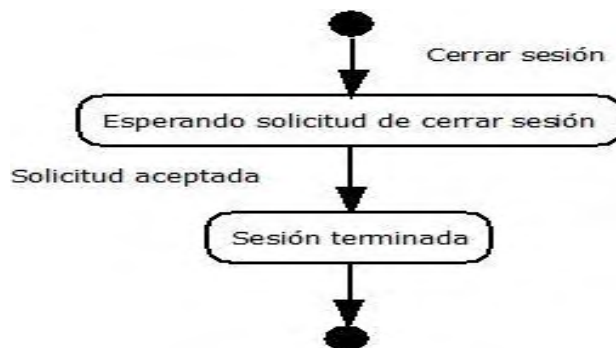 Cerrar sesión
Esperando solicitud de cerrar sesión
Solicitud aceptada
Sesión terminada